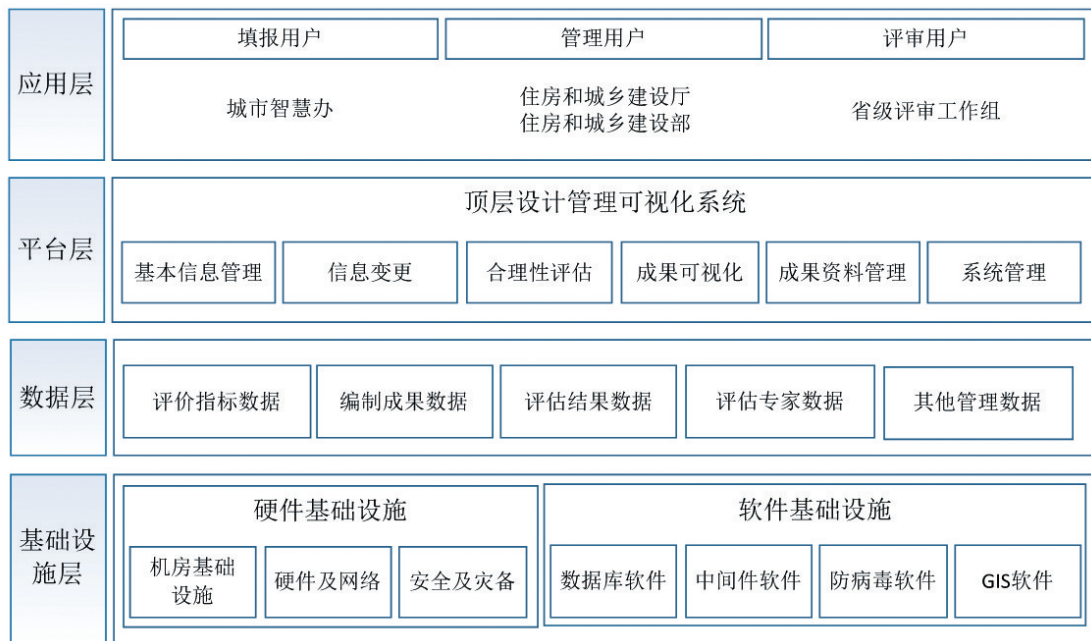 应用层
填报用户
管理用户
评审用户
城市智慧办
住房和城乡建设厅
住房和城乡建设部
省级评审工作组
平台层
顶层设计管理可视化系统
基本信息管理
信息变更
合理性评估
成果可视化
成果资料管理
系统管理
数据层
评价指标数据
编制成果数据
评估结果数据
评估专家数据
其他管理数据
基础设
施层
硬件基础设施
机房基础
设施
硬件及网络
安全及灾备
软件基础设施
数据库软件
中间件软件
防病毒软件
GIS软件